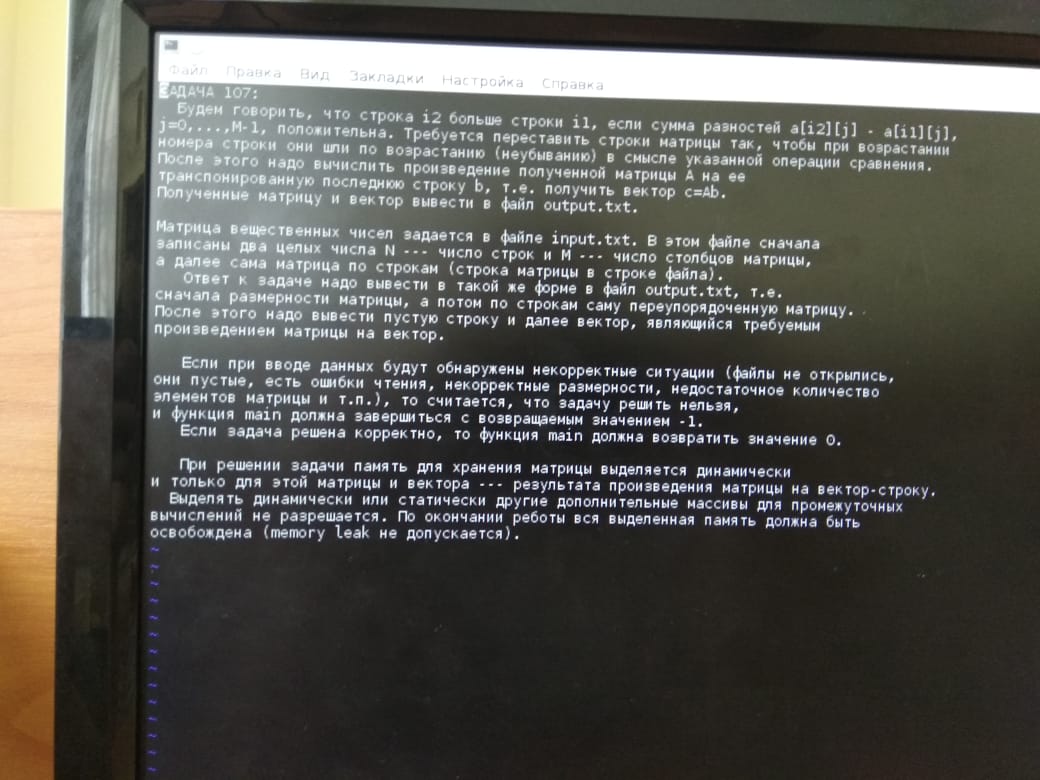 Файл Правка Вид Закладки Настройка Справка
ЗАДАЧА 107:
Будем говорить, что строка i2 больше строки i1, если сумма разностей a[i2][j] - a[i1][j],
j=0,...,M-1, положительна. Требуется переставить строки матрицы так, чтобы при возрастании
номера строки они шли по возрастанию (неубыванию) в смысле указанной операции сравнения.
После этого надо вычислить произведение полученной матрицы A на ее
транспонированную последнюю строку b, т.е. получить вектор c=Ab.
Полученные матрицу и вектор вывести в файл output.txt.
Матрица вещественных чисел задается в файле input.txt. В этом файле сначала
записаны два целых числа N --- число строк и M --- число столбцов матрицы,
а далее сама матрица по строкам (строка матрицы в строке файла).
Ответ к задаче надо вывести в такой же форме в файл output.txt, т.е.
сначала размерности матрицы, а потом по строкам саму переупорядоченную матрицу.
После этого надо вывести пустую строку и далее вектор, являющийся требуемым
произведением матрицы на вектор.
Если при вводе данных будут обнаружены некорректные ситуации (файлы не открылись,
они пустые, есть ошибки чтения, некорректные размерности, недостаточное количество
элементов матрицы и т.п.), то считается, что задачу решить нельзя,
и функция main должна завершиться с возвращаемым значением -1.
Если задача решена корректно, то функция main должна возвратить значение 0.
При решении задачи память для хранения матрицы выделяется динамически
и только для этой матрицы и вектора --- результата произведения матрицы на вектор-строку.
Выделять динамически или статически другие дополнительные массивы для промежуточных
вычислений не разрешается. По окончании работы вся выделенная память должна быть
освобождена (memory leak не допускается).